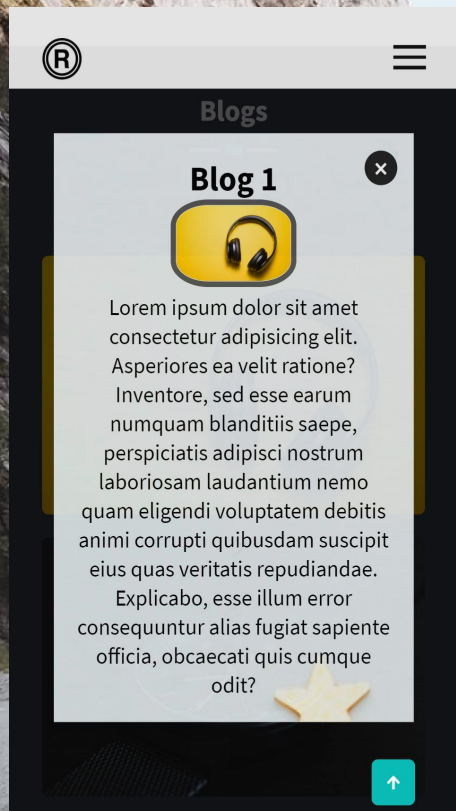 R
Blogs
Blog 1
×
Lorem ipsum dolor sit amet
consectetur adipisicing elit.
Asperiores ea velit ratione?
Inventore, sed esse earum
numquam blanditiis saepe,
perspiciatis adipisci nostrum
laboriosam laudantium nemo
quam eligendi voluptatem debitis
animi corrupti quibusdam suscipit
eius quas veritatis repudiandae.
Explicabo, esse illum error
consequuntur alias fugiat sapiente
officia, obcaecati quis cumque
odit?